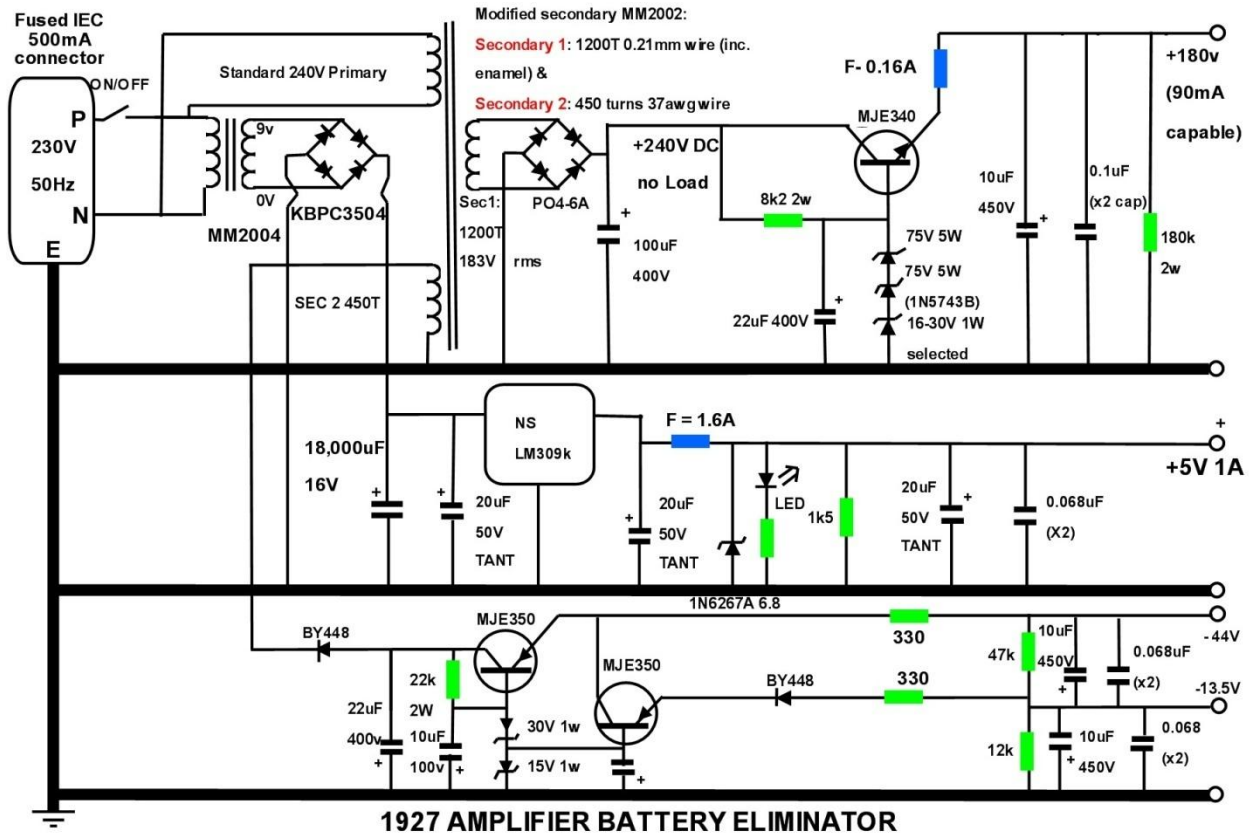 Fused IEC
500mA
connector
ON/OFF
P
230V
50Hz
N
E
Standard 240V Primary
9v
0V
KBPC3504
MM2004
SEC 2 450T
Modified secondary MM2002:
Secondary 1: 1200T 0.21mm wire (inc.
enamel) &
Secondary 2: 450 turns 37awg wire
Sec1:
1200T
183V rms
PO4-6A
+240V DC
no Load
100uF
400V
+
8k2 2w
22uF 400V
+
MJE340
F- 0.16A
75V 5W
75V 5W
(1N5743B)
16-30V 1W
selected
10uF
450V
+
0.1uF
(x2 cap)
180k
2w
+180v
(90mA
capable)
18,000uF
16V
+
+
20uF
50V
TANT
NS
LM309k
+
20uF
50V
TANT
F = 1.6A
LED
1k5
20uF
50V
TANT
+
0.068uF
(X2)
+
+5V 1A
1N6267A 6.8
BY448
22uF
400v
+
22k
2W
10uF
100v
+
MJE350
30V 1w
15V 1w
MJE350
+
BY448
330
330
47k
12k
10uF
450V
+
0.068uF
(x2)
-44V
-13.5V
+
10uF
450V
0.068
(x2)
1927 AMPLIFIER BATTERY ELIMINATOR